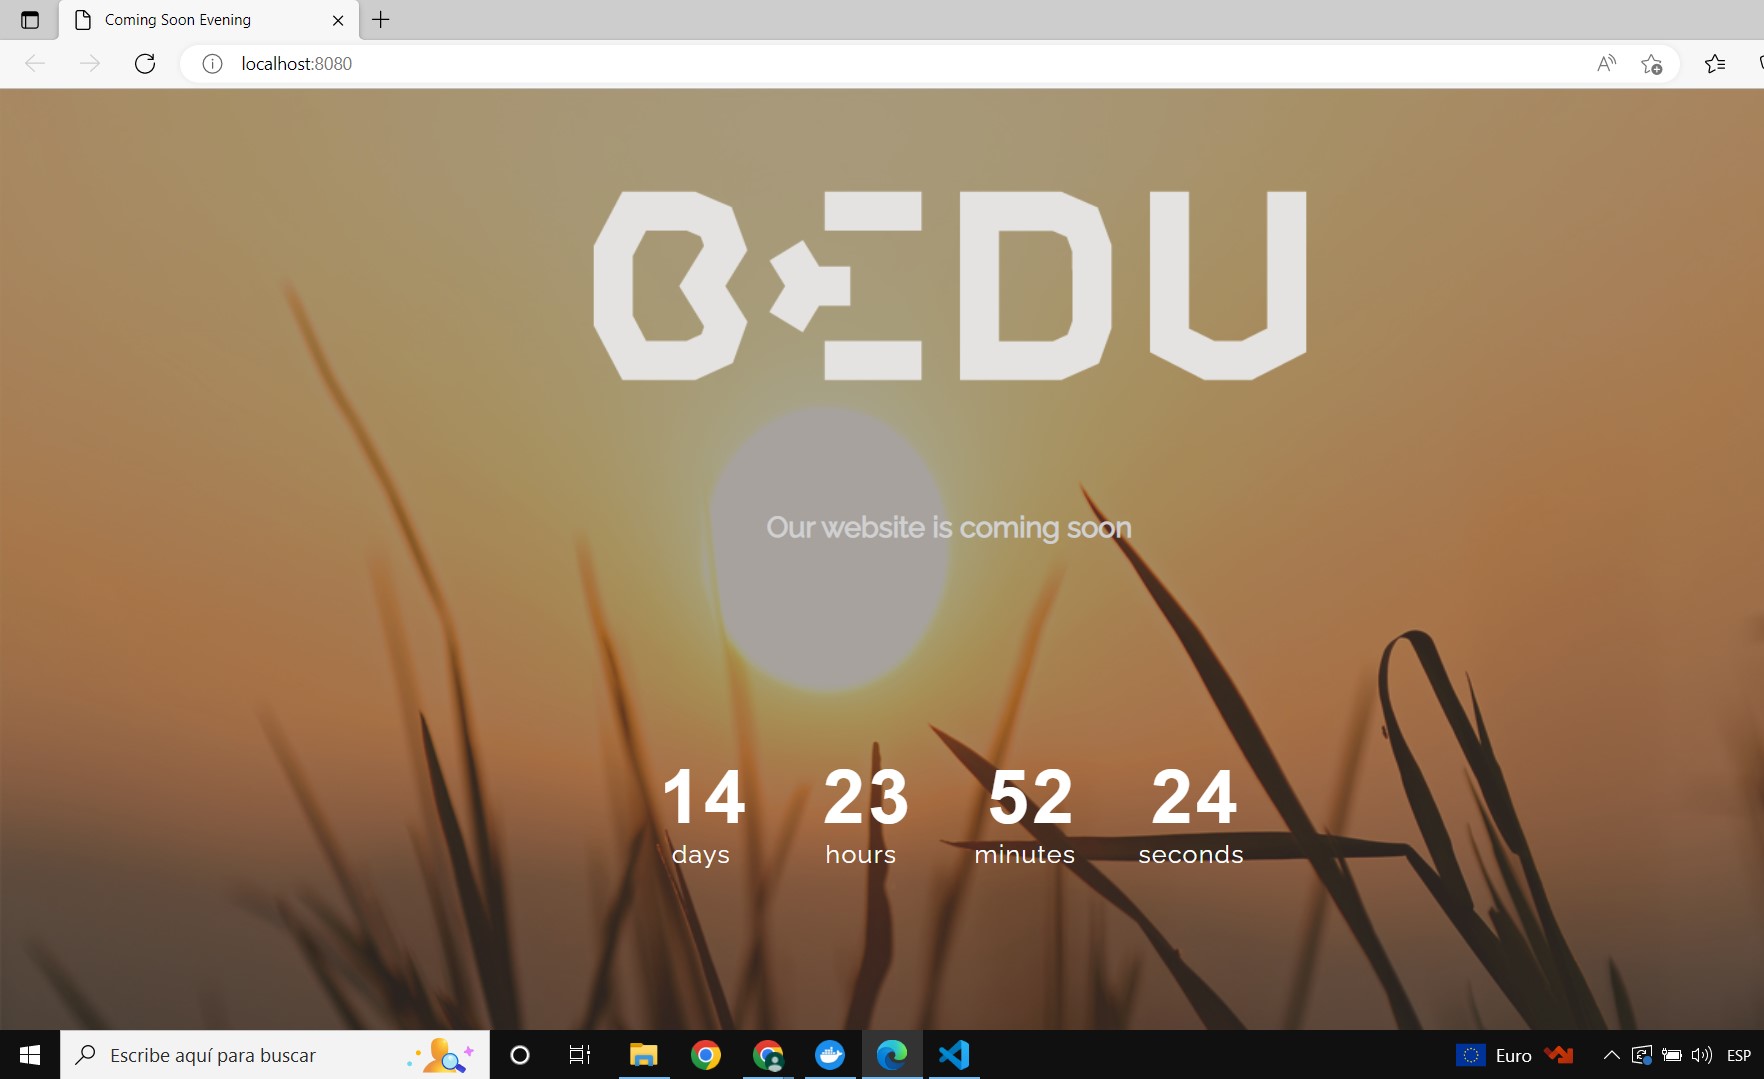 Coming Soon Evening
localhost:8080
BEDU
Our website is coming soon
14 23 52 24
days hours minutes seconds
Escribe aquí para buscar
Euro
ESP